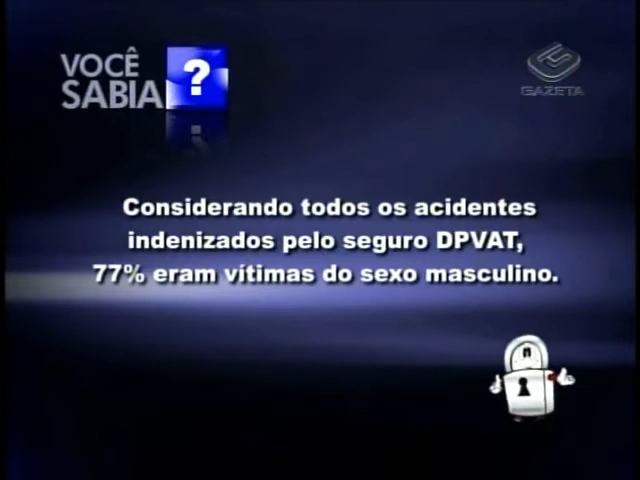 VOCÊ
SABIA?
GAZETA
Considerando todos os acidentes
indenizados pelo seguro DPVAT,
77% eram vítimas do sexo masculino.